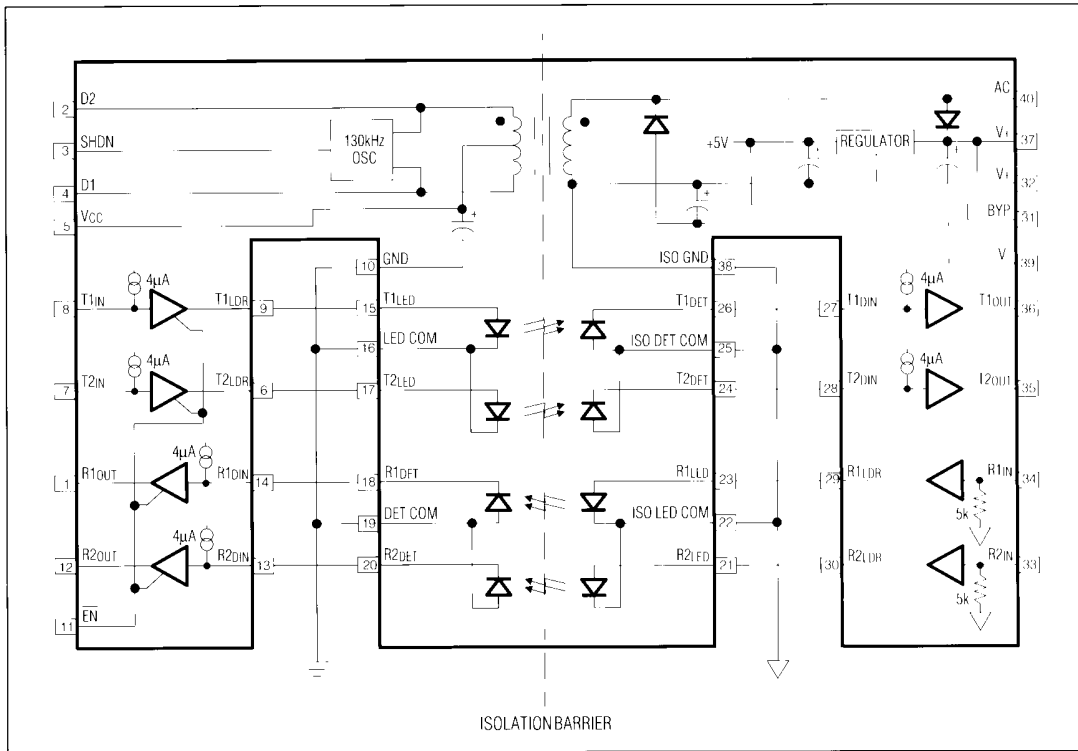 D2
2
SHDN
3
130kHz
OSC
D1
4
VCC
5
AC
40
V+
37
+5V
REGULATOR
V+
32
BYP
31
V
39
10
GND
ISO GND
38
4μA
T1IN
8
T1LDR
9
15
T1LED
16
LED COM
T1DET
26
ISO DET COM
25
27
T1DIN
4μA
T1OUT
36
4μA
T2IN
7
T2LDR
6
17
T2LED
T2DET
24
28
T2DIN
4μA
T2OUT
35
R1OUT
1
4μA
R1DIN
14
18
R1DET
19
DET COM
R1LED
23
ISO LED COM
22
29
R1LDR
R1IN
34
5k
R2OUT
12
4μA
R2DIN
13
20
R2DET
R2LED
21
30
R2LDR
R2IN
33
5k
EN
11
ISOLATION BARRIER